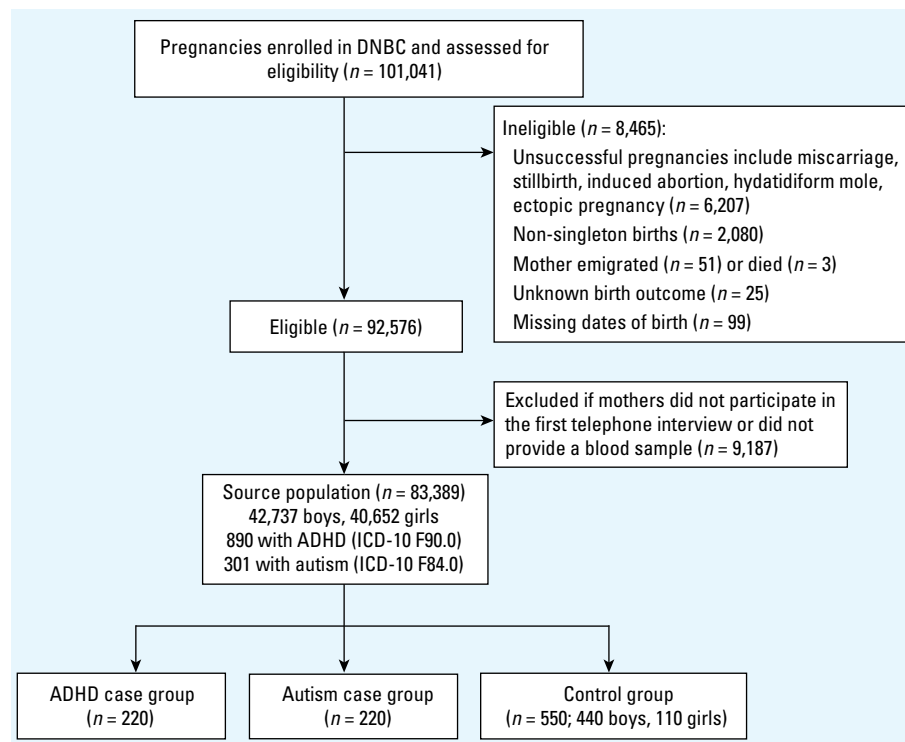 Pregnancies enrolled in DNBC and assessed for
eligibility (n = 101,041)
Ineligible (n = 8,465):
Unsuccessful pregnancies include miscarriage,
stillbirth, induced abortion, hydatidiform mole,
ectopic pregnancy (n = 6,207)
Non-singleton births (n = 2,080)
Mother emigrated (n = 51) or died (n = 3)
Unknown birth outcome (n = 25)
Missing dates of birth (n = 99)
Eligible (n = 92,576)
Excluded if mothers did not participate in
the first telephone interview or did not
provide a blood sample (n = 9,187)
Source population (n = 83,389)
42,737 boys, 40,652 girls
890 with ADHD (ICD-10 F90.0)
301 with autism (ICD-10 F84.0)
ADHD case group
(n = 220)
Autism case group
(n = 220)
Control group
(n = 550; 440 boys, 110 girls)